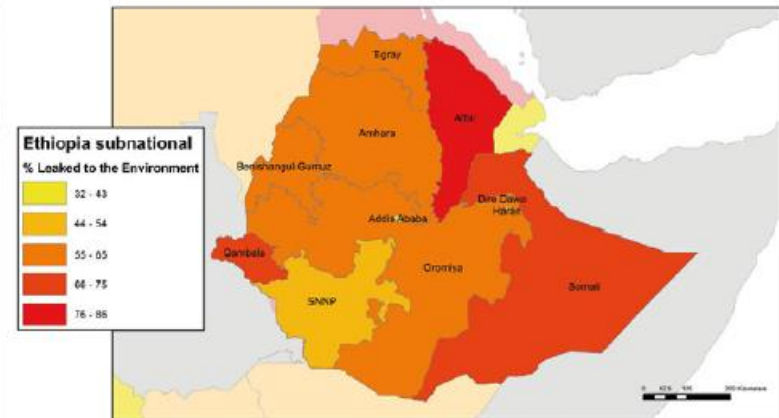 Ethiopia subnational
% Leaked to the Environment
32 - 43
44 - 54
55 - 65
66 - 75
76 - 86
Tigray
Afar
Amhara
Benishangul Gumuz
Dire Dawa
Harari
Addis Ababa
Gambela
Oromiya
Somali
SNNP